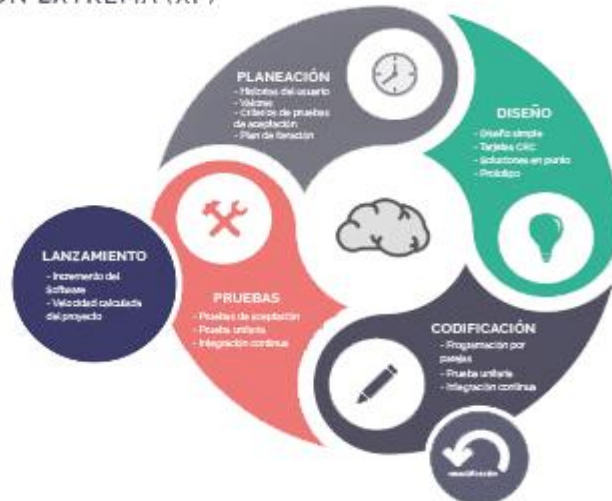 PLANEACIÓN
- Historias del usuario
- Valores
- Criterios de pruebas
de aceptación
- Plan de iteración
DISEÑO
- Diseño simple
- Tarjetas CRC
- Soluciones en punto
- Prototipo
LANZAMIENTO
- Incremento del
Software
- Velocidad calculada
del proyecto
PRUEBAS
- Pruebas de aceptación
- Prueba unitaria
- Integración continua
CODIFICACIÓN
- Programación por
parejas
- Prueba unitaria
- Integración continua